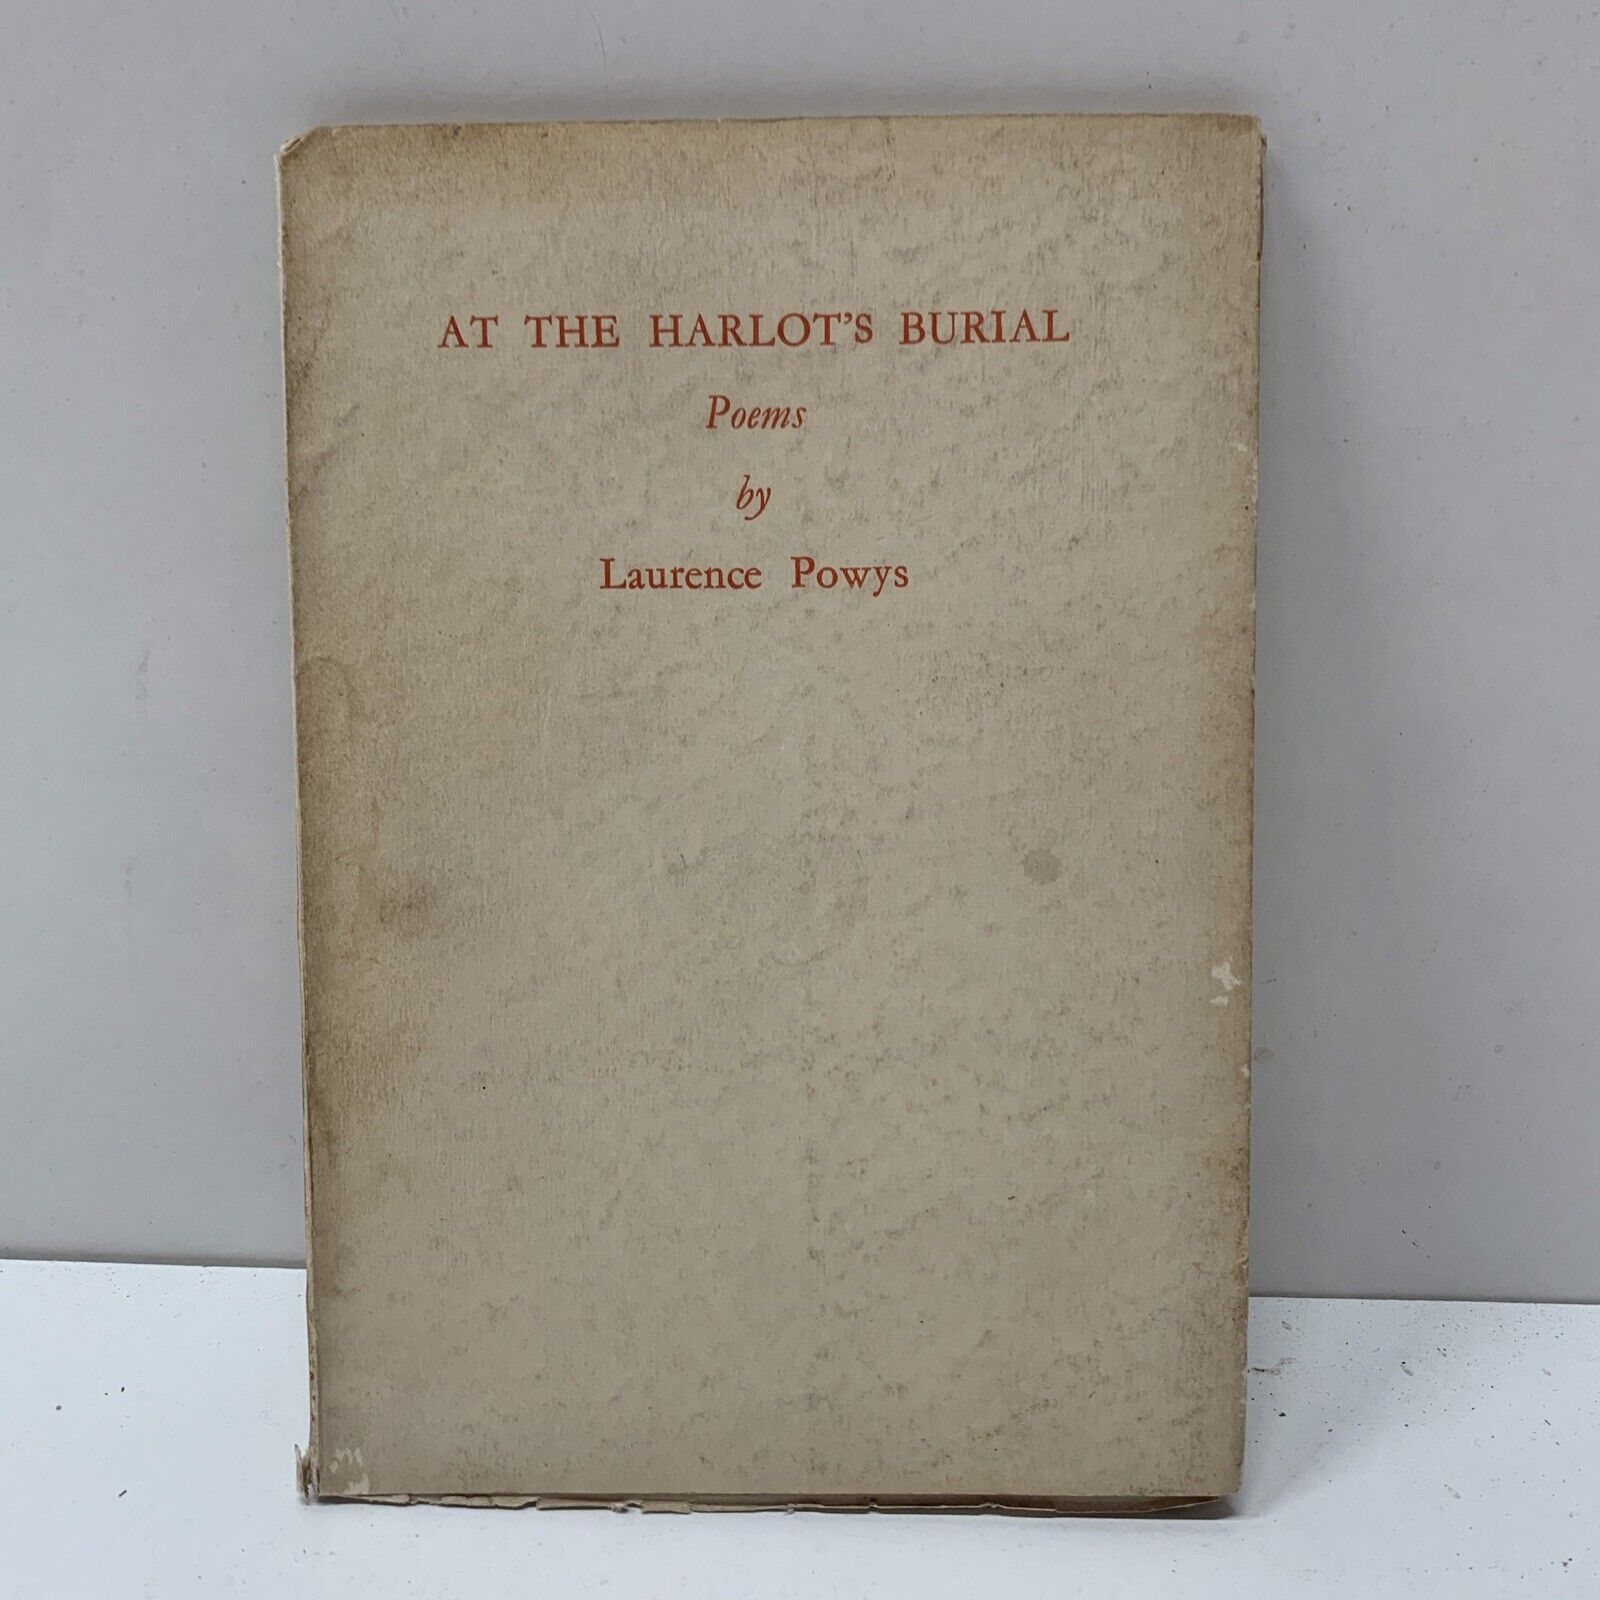 AT THE HARLOT'S BURIAL
Poems
by
Laurence Powys